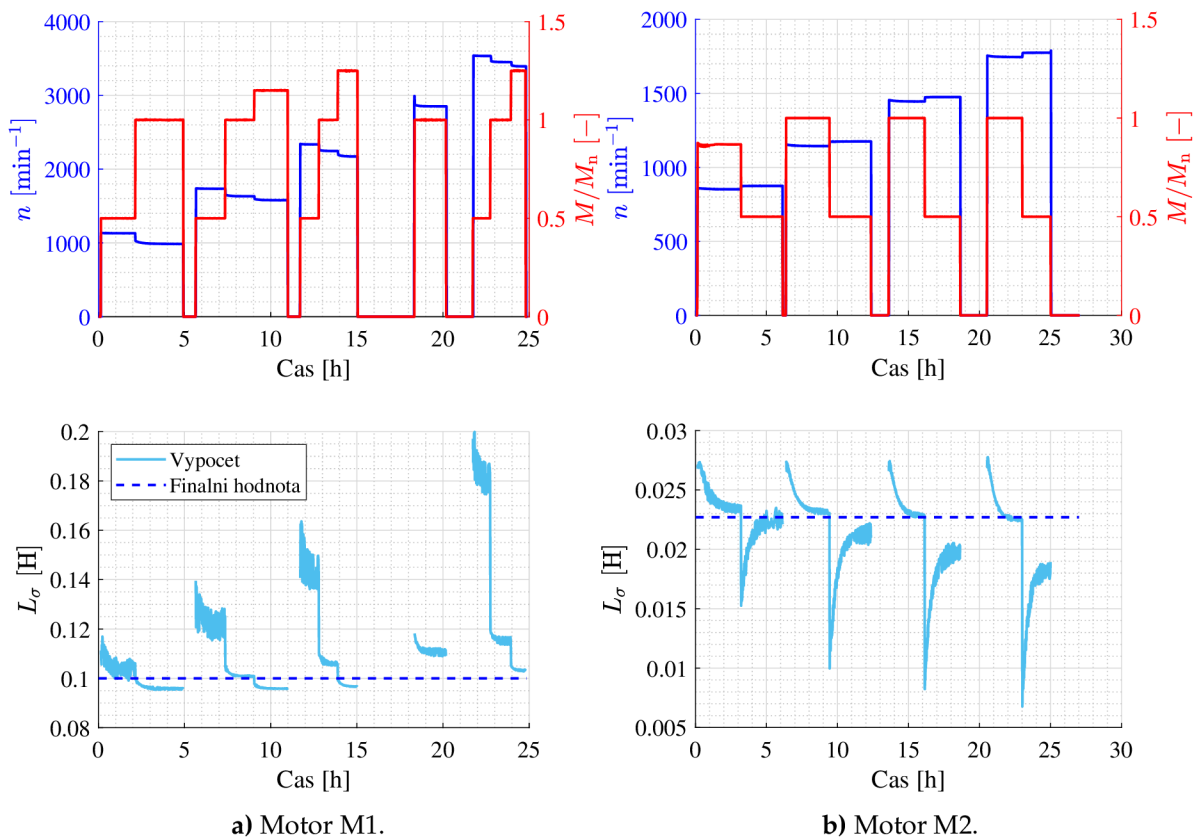 4000
3000
2000
1000
0
n [min−1]
1.5
1
0.5
0
M/Mn [−]
0 5 10 15 20 25
Cas [h]
2000
1500
1000
500
0
n [min−1]
1.5
1
0.5
0
M/Mn [−]
0 5 10 15 20 25 30
Cas [h]
0.2
0.18
0.16
0.14
0.12
0.1
0.08
Lσ [H]
Vypocet
Finalni hodnota
0 5 10 15 20 25
Cas [h]
a) Motor M1.
0.03
0.025
0.02
0.015
0.01
0.005
Lσ [H]
0 5 10 15 20 25 30
Cas [h]
b) Motor M2.